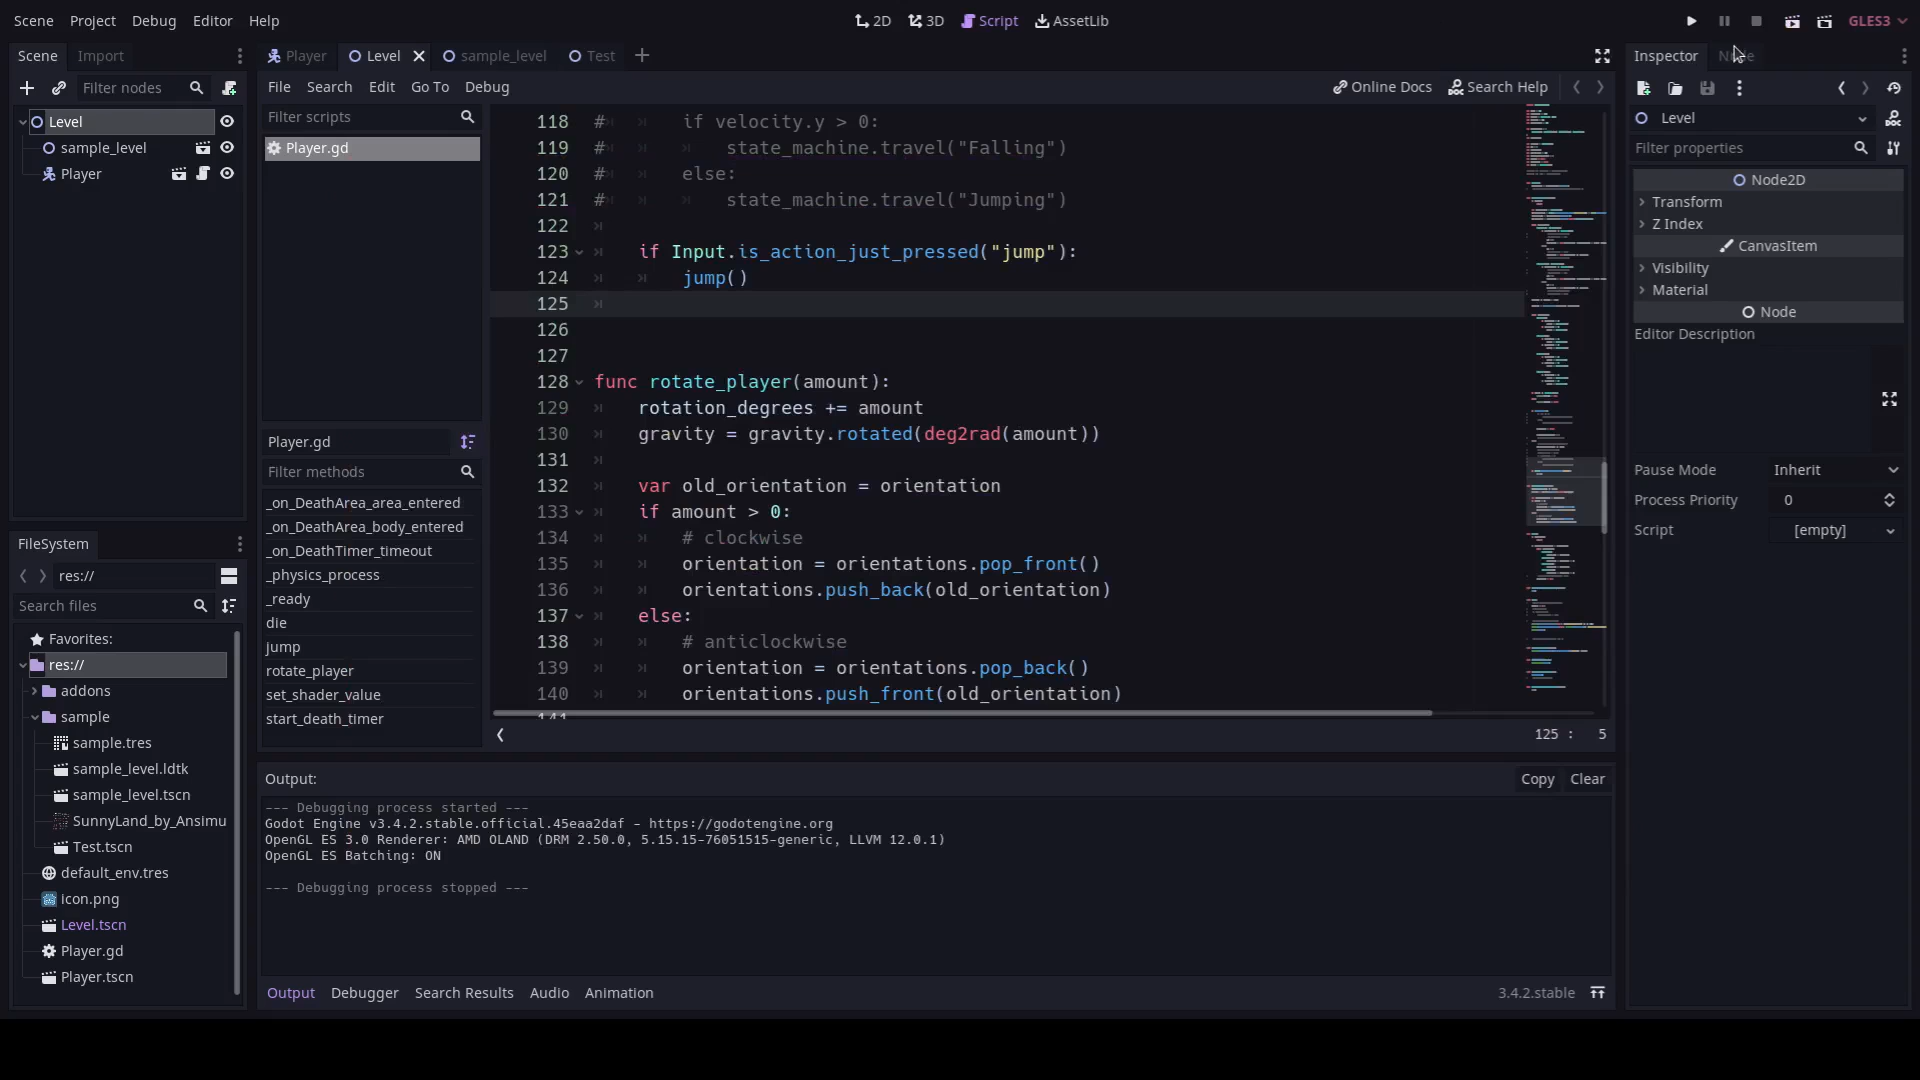 Scene Project Debug Editor Help
2D 3D Script AssetLib
GLES3
Scene Import
Filter nodes
Level
sample_level
Player
FileSystem
res://
Search files
Favorites:
res://
addons
sample
sample.tres
sample_level.ldtk
sample_level.tscn
SunnyLand_by_Ansimu
Test.tscn
default_env.tres
icon.png
Level.tscn
Player.gd
Player.tscn
Player Level sample_level Test
File Search Edit Go To Debug
Online Docs Search Help
Filter scripts
Player.gd
Player.gd
Filter methods
_on_DeathArea_area_entered
_on_DeathArea_body_entered
_on_DeathTimer_timeout
_physics_process
_ready
die
jump
rotate_player
set_shader_value
start_death_timer
118 # if velocity.y > 0:
119 # state_machine.travel("Falling")
120 # else:
121 # state_machine.travel("Jumping")
122
123 if Input.is_action_just_pressed("jump"):
124 jump()
125
126
127
128 func rotate_player(amount):
129 rotation_degrees += amount
130 gravity = gravity.rotated(deg2rad(amount))
131
132 var old_orientation = orientation
133 if amount > 0:
134 # clockwise
135 orientation = orientations.pop_front()
136 orientations.push_back(old_orientation)
137 else:
138 # anticlockwise
139 orientation = orientations.pop_back()
140 orientations.push_front(old_orientation)
141
125 : 5
Output:
Copy Clear
--- Debugging process started ---
Godot Engine v3.4.2.stable.official.45eaa2daf - https://godotengine.org
OpenGL ES 3.0 Renderer: AMD OLAND (DRM 2.50.0, 5.15.15-76051515-generic, LLVM 12.0.1)
OpenGL ES Batching: ON
--- Debugging process stopped ---
Output Debugger Search Results Audio Animation
3.4.2.stable
Inspector Node
Level
Filter properties
Node2D
Transform
Z Index
CanvasItem
Visibility
Material
Node
Editor Description
Pause Mode Inherit
Process Priority 0
Script [empty]